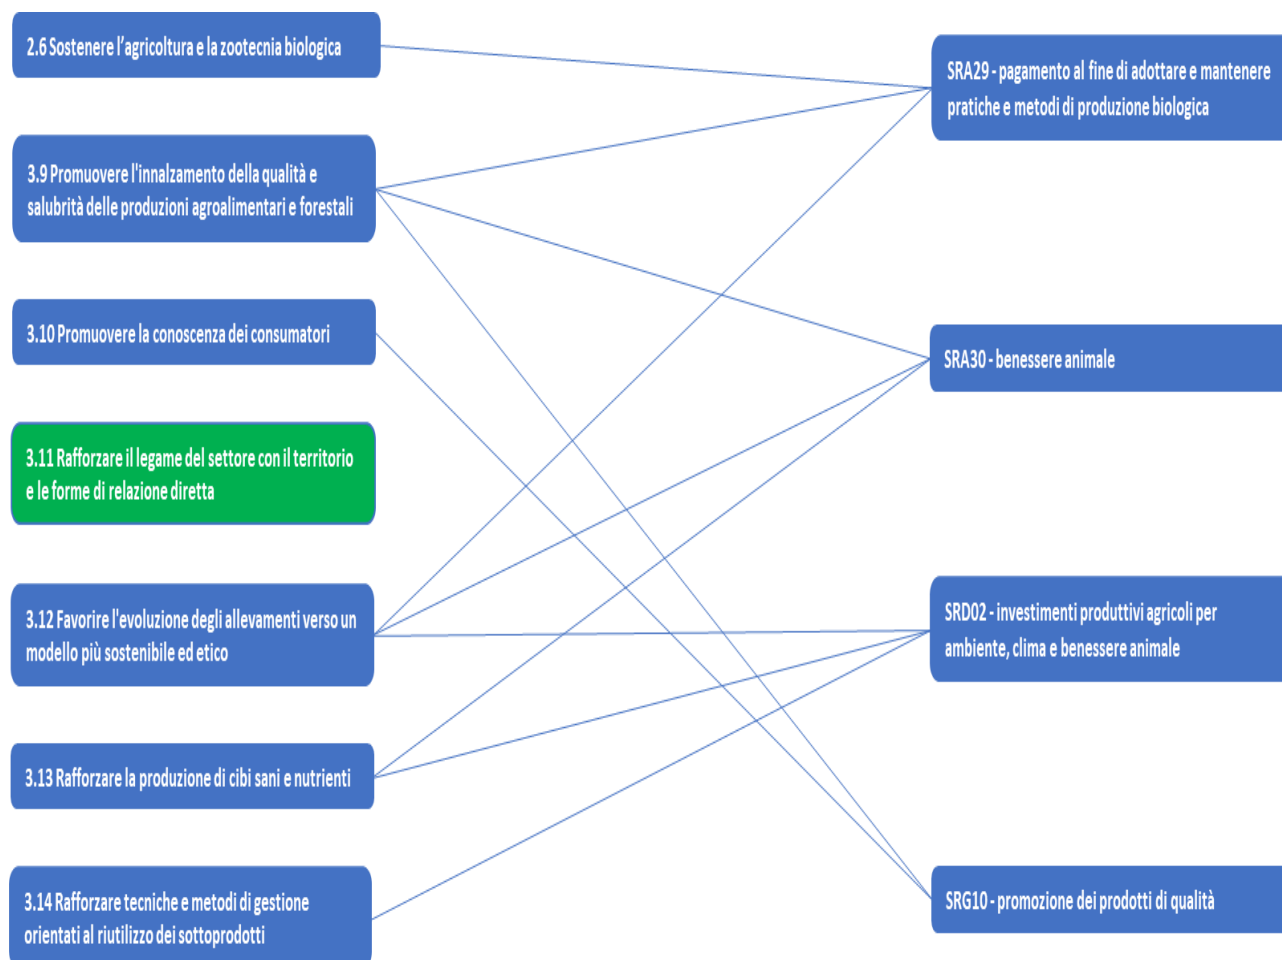 2.6 Sostenere l’agricoltura e la zootecnia biologica
3.9 Promuovere l'innalzamento della qualità e
salubrità delle produzioni agroalimentari e forestali
3.10 Promuovere la conoscenza dei consumatori
3.11 Rafforzare il legame del settore con il territorio
e le forme di relazione diretta
3.12 Favorire l'evoluzione degli allevamenti verso un
modello più sostenibile ed etico
3.13 Rafforzare la produzione di cibi sani e nutrienti
3.14 Rafforzare tecniche e metodi di gestione
orientati al riutilizzo dei sottoprodotti
SRA29 - pagamento al fine di adottare e mantenere
pratiche e metodi di produzione biologica
SRA30 - benessere animale
SRD02 - investimenti produttivi agricoli per
ambiente, clima e benessere animale
SRG10 - promozione dei prodotti di qualità